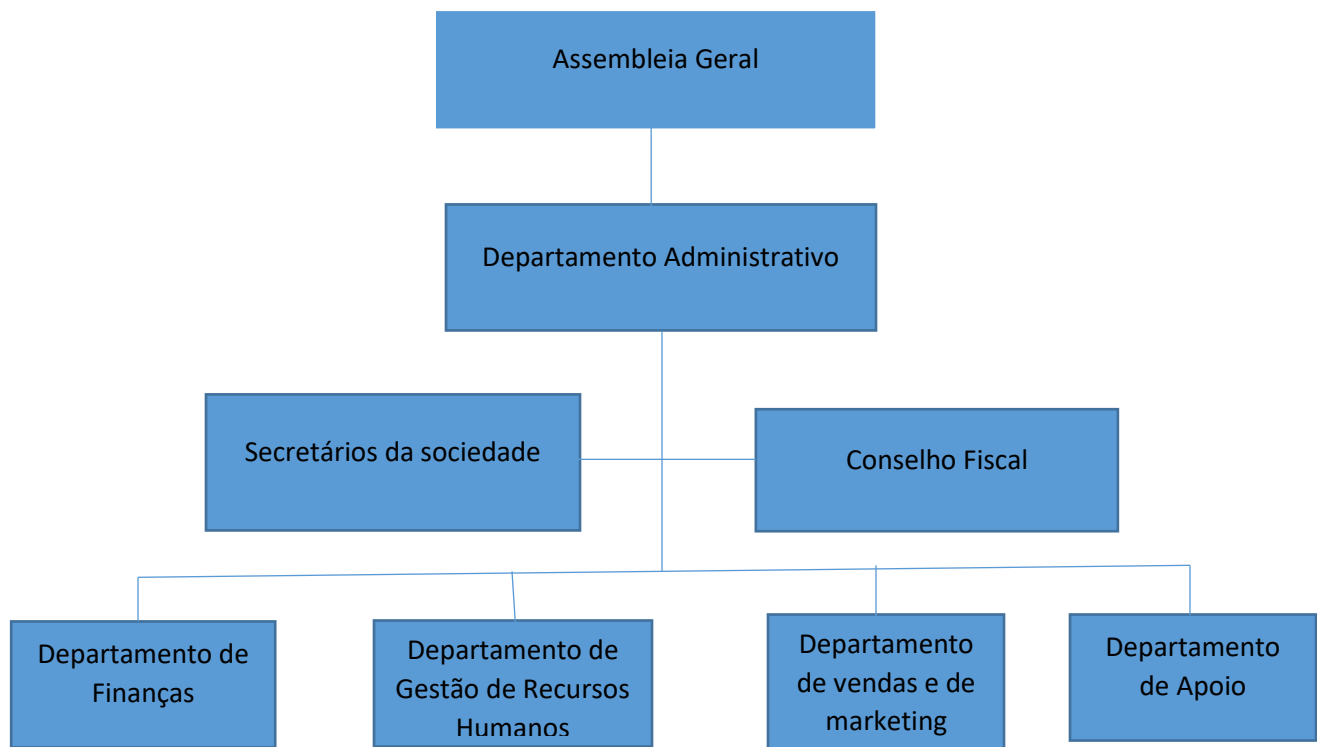 Assembleia Geral
Departamento Administrativo
Secretários da sociedade
Conselho Fiscal
Departamento de
Finanças
Departamento de
Gestão de Recursos
Humanos
Departamento
de vendas e de
marketing
Departamento
de Apoio